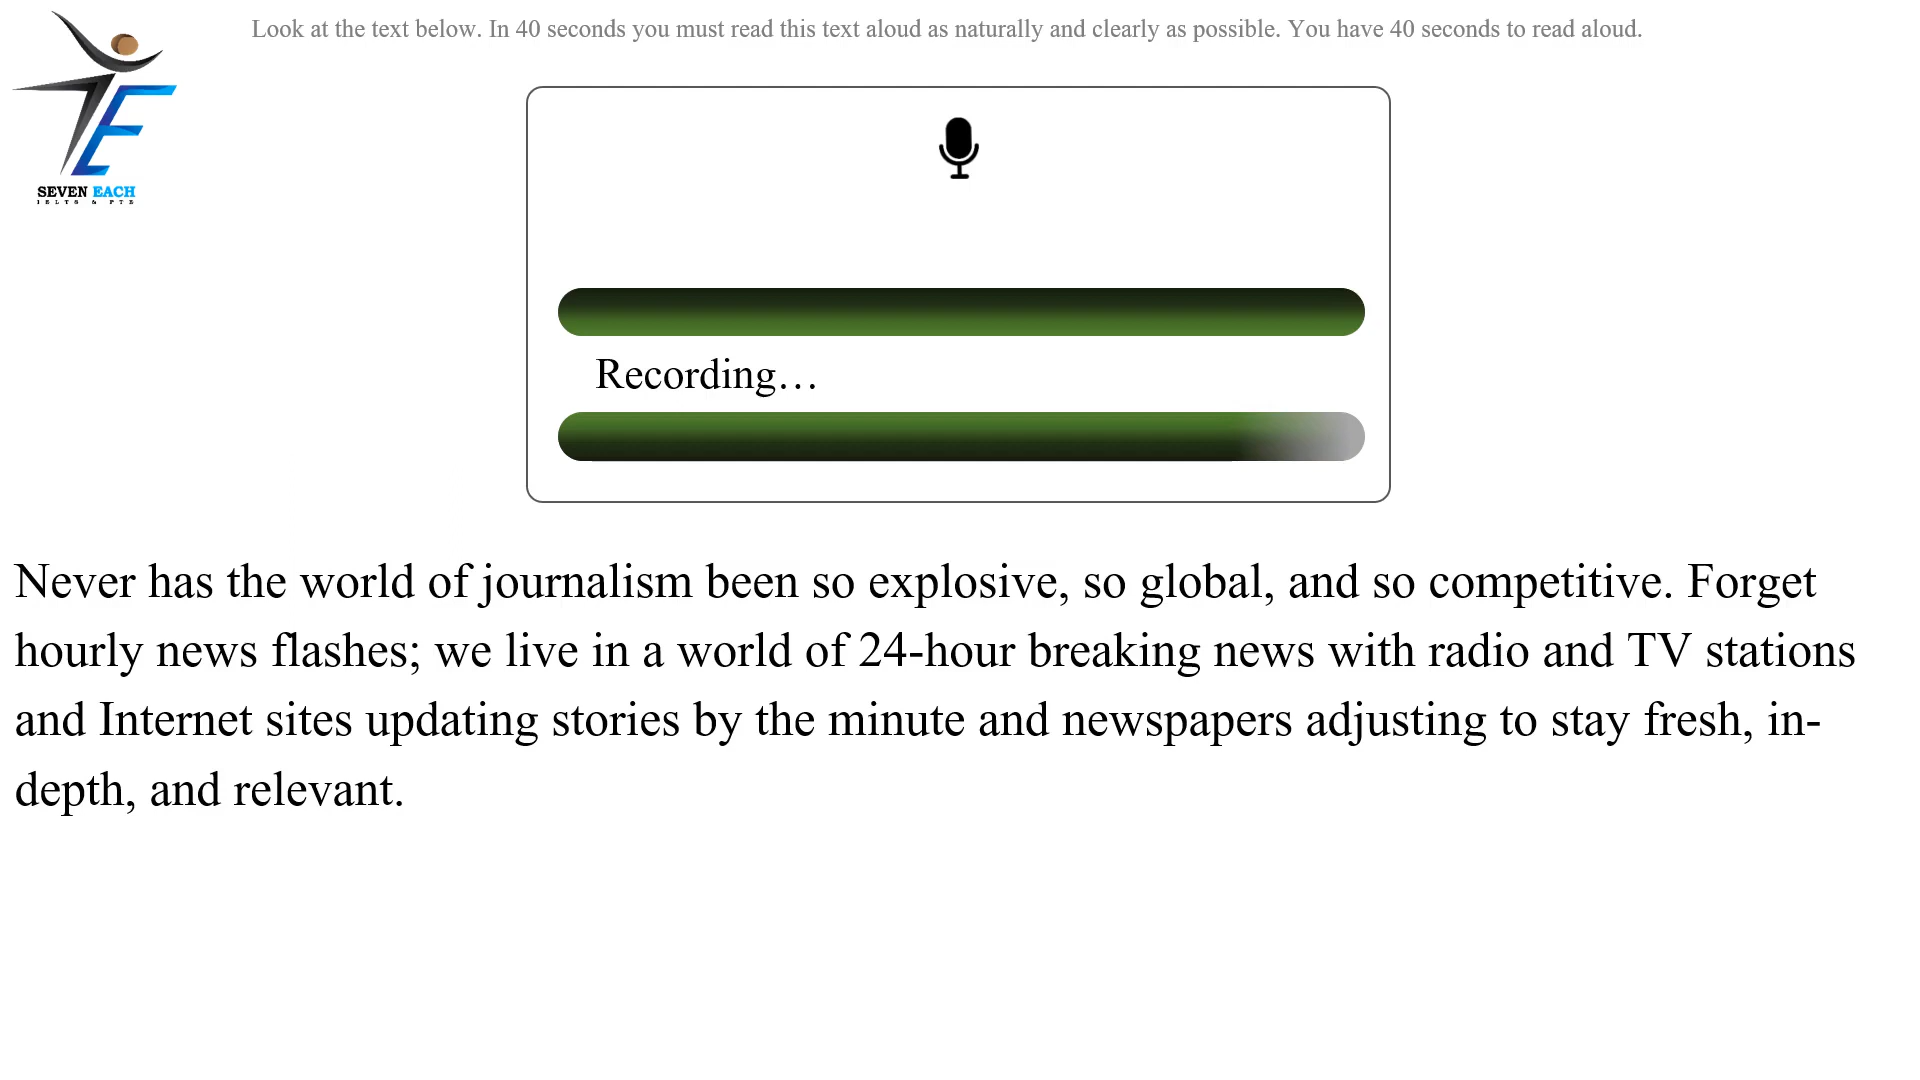 Look at the text below. In 40 seconds you must read this text aloud as naturally and clearly as possible. You have 40 seconds to read aloud.
SEVEN EACH
IELTS & PTE
Recording…
Never has the world of journalism been so explosive, so global, and so competitive. Forget
hourly news flashes; we live in a world of 24-hour breaking news with radio and TV stations
and Internet sites updating stories by the minute and newspapers adjusting to stay fresh, in-
depth, and relevant.